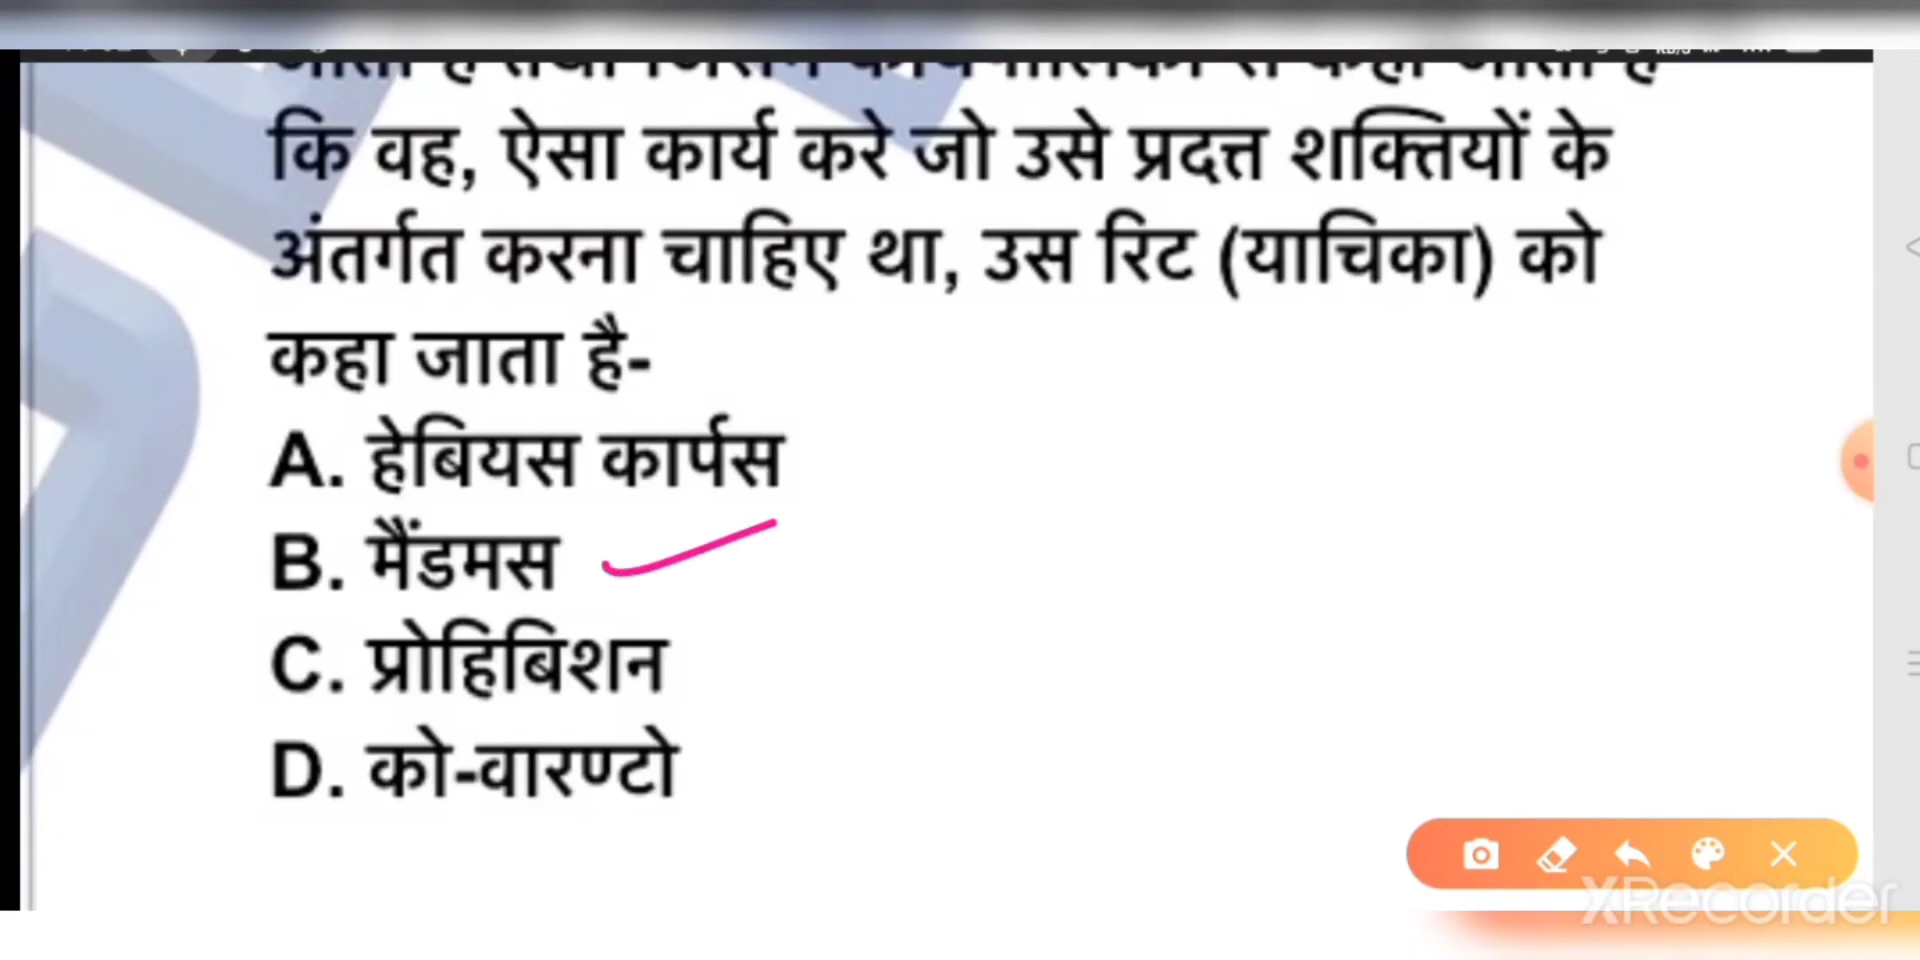 कि वह, ऐसा कार्य करे जो उसे प्रदत्त शक्तियों के
अंतर्गत करना चाहिए था, उस रिट (याचिका) को
कहा जाता है-
A. हेबियस कार्पस
B. मैंडमस
C. प्रोहिबिशन
D. को-वारण्टो
XRecorder